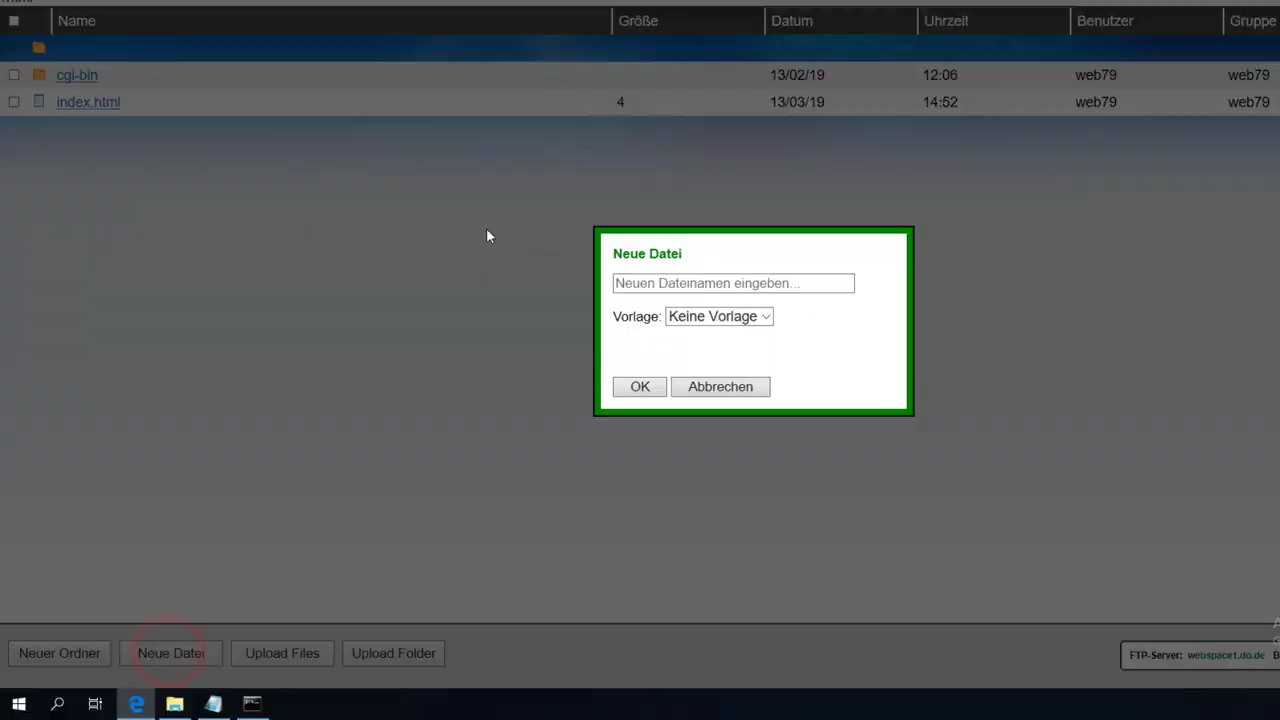 Name Größe Datum Uhrzeit Benutzer Gruppe
cgi-bin 13/02/19 12:06 web79 web79
index.html 4 13/03/19 14:52 web79 web79
Neue Datei
Neuen Dateinamen eingeben...
Vorlage: Keine Vorlage
OK Abbrechen
Neuer Ordner Neue Datei Upload Files Upload Folder
FTP-Server: webspace1.do.de B